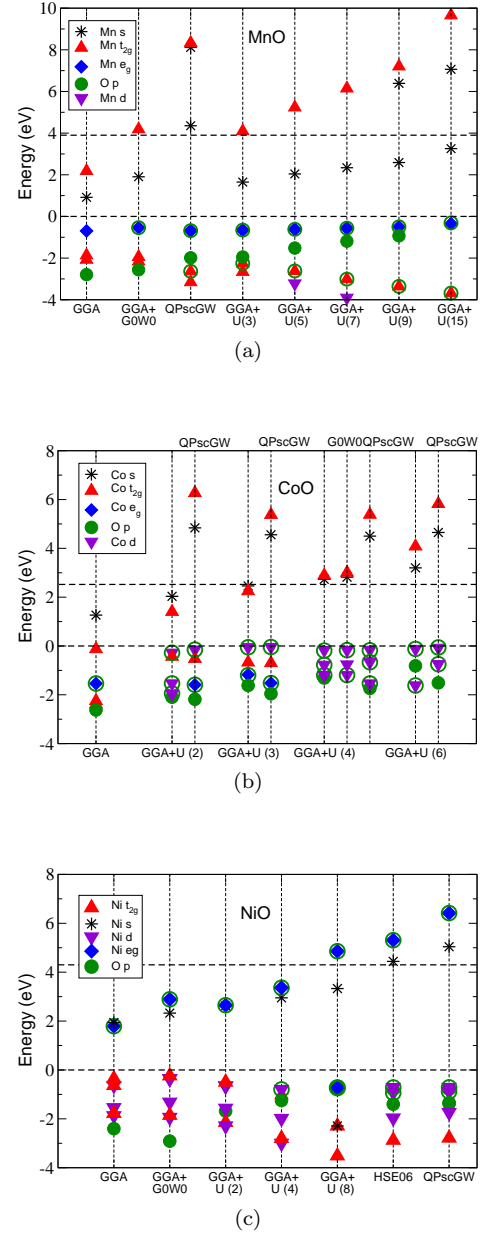 10
8
6
4
2
0
-2
-4
Energy (eV)
MnO
Mn s
Mn t2g
Mn eg
O p
Mn d
GGA
GGA+ G0W0
QPscGW
GGA+ U(3)
GGA+ U(5)
GGA+ U(7)
GGA+ U(9)
GGA+ U(15)
(a)
QPscGW
QPscGW
G0W0QPscGW
QPscGW
8
6
4
2
0
-2
-4
Energy (eV)
CoO
Co s
Co t2g
Co eg
O p
Co d
GGA
GGA+U (2)
GGA+U (3)
GGA+U (4)
GGA+U (6)
(b)
8
6
4
2
0
-2
-4
Energy (eV)
NiO
Ni t2g
Ni s
Ni d
Ni eg
O p
GGA
GGA+ G0W0
GGA+ U (2)
GGA+ U (4)
GGA+ U (8)
HSE06
QPscGW
(c)